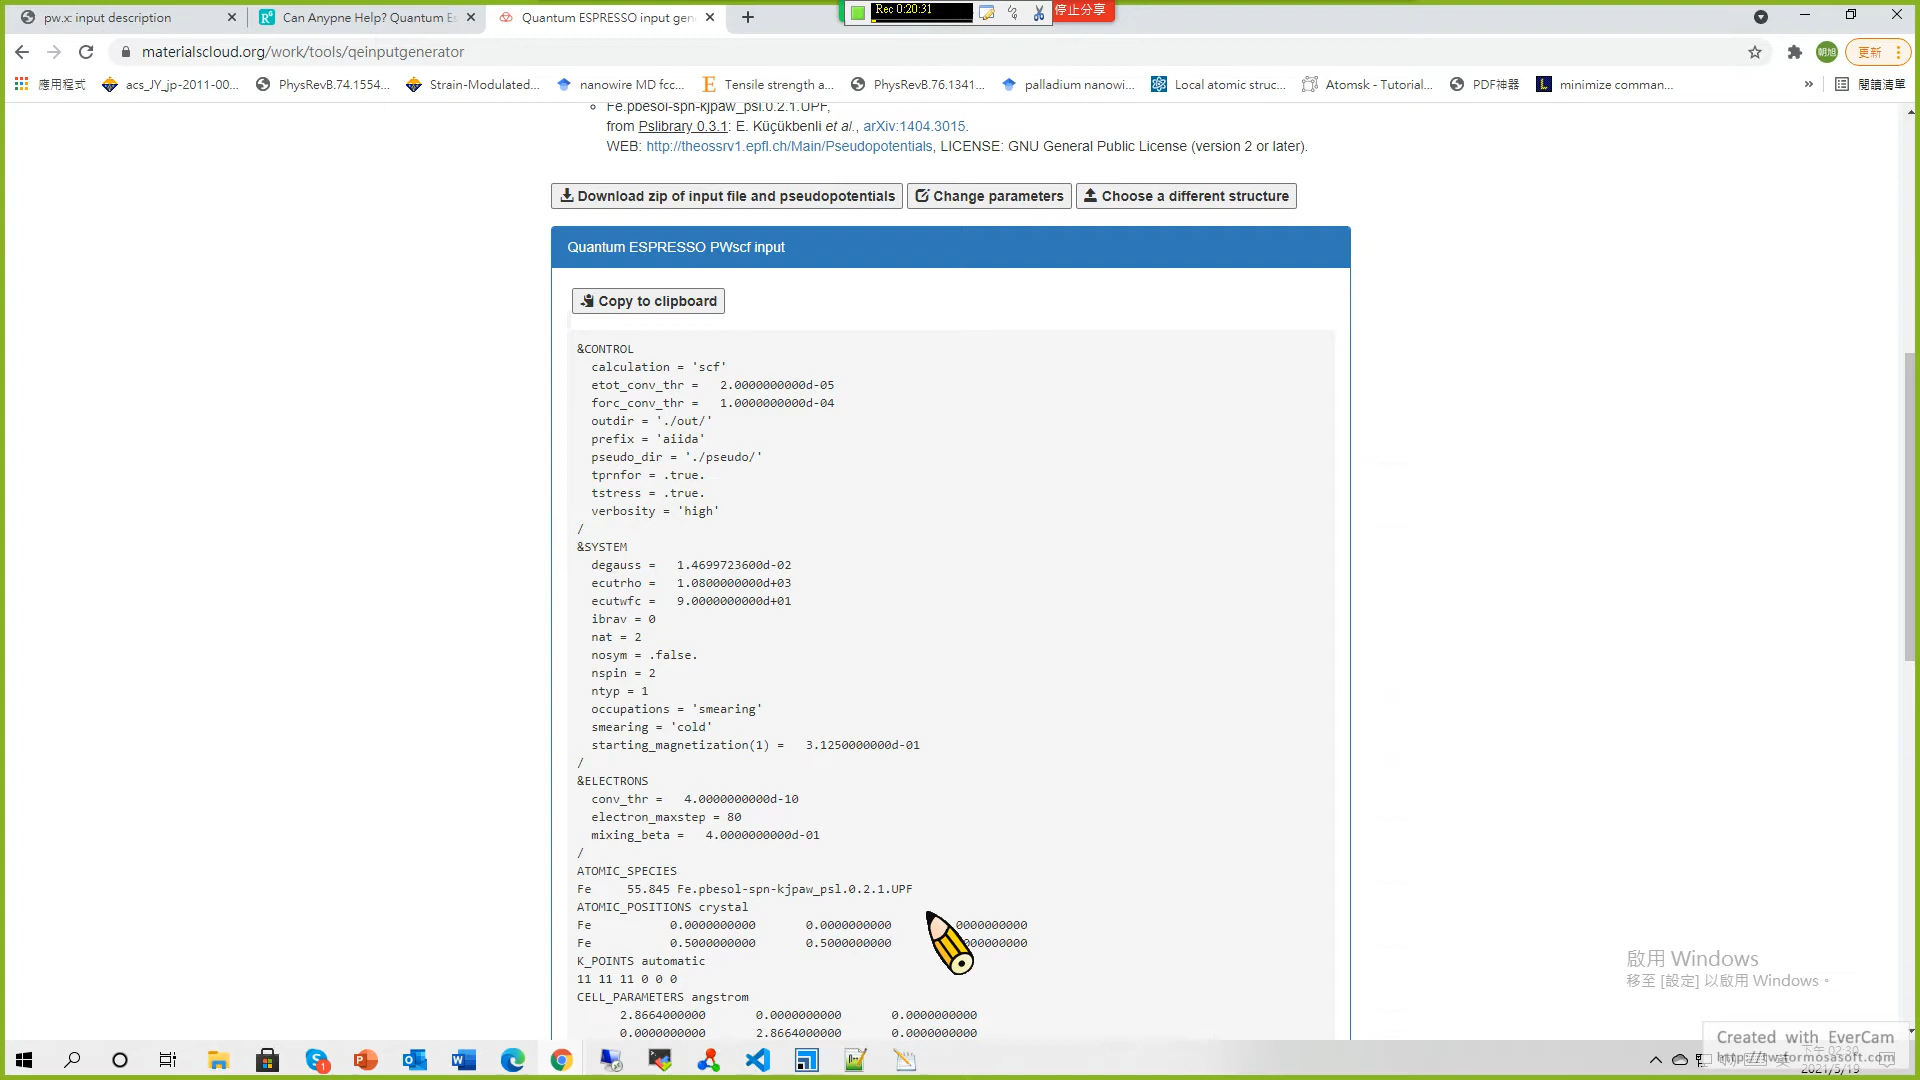 pw.x: input description
Can Anypne Help? Quantum Es
Quantum ESPRESSO input gen
Rec 0:20:31
停止分享
materialscloud.org/work/tools/qeinputgenerator
更新
應用程式
acs_JY_jp-2011-00...
PhysRevB.74.1554...
Strain-Modulated...
nanowire MD fcc...
Tensile strength a...
PhysRevB.76.1341...
palladium nanowi...
Local atomic struc...
Atomsk - Tutorial...
PDF神器
minimize comman...
»
閱讀清單
Fe.pbesol-spn-kjpaw_psl.0.2.1.UPF,
from Pslibrary 0.3.1: E. Küçükbenli et al., arXiv:1404.3015.
WEB: http://theossrv1.epfl.ch/Main/Pseudopotentials, LICENSE: GNU General Public License (version 2 or later).
Download zip of input file and pseudopotentials
Change parameters
Choose a different structure
Quantum ESPRESSO PWscf input
Copy to clipboard
&CONTROL
calculation = 'scf'
etot_conv_thr = 2.0000000000d-05
forc_conv_thr = 1.0000000000d-04
outdir = './out/'
prefix = 'aiida'
pseudo_dir = './pseudo/'
tprnfor = .true.
tstress = .true.
verbosity = 'high'
/
&SYSTEM
degauss = 1.4699723600d-02
ecutrho = 1.0800000000d+03
ecutwfc = 9.0000000000d+01
ibrav = 0
nat = 2
nosym = .false.
nspin = 2
ntyp = 1
occupations = 'smearing'
smearing = 'cold'
starting_magnetization(1) = 3.1250000000d-01
/
&ELECTRONS
conv_thr = 4.0000000000d-10
electron_maxstep = 80
mixing_beta = 4.0000000000d-01
/
ATOMIC_SPECIES
Fe 55.845 Fe.pbesol-spn-kjpaw_psl.0.2.1.UPF
ATOMIC_POSITIONS crystal
Fe 0.0000000000 0.0000000000
Fe 0.5000000000 0.5000000000
K_POINTS automatic
11 11 11 0 0 0
CELL_PARAMETERS angstrom
2.8664000000 0.0000000000 0.0000000000
0.0000000000 2.8664000000 0.0000000000
啟用 Windows
移至 [設定] 以啟用 Windows。
Created with EverCam
http://tw.formosasoft.com
2021/5/19